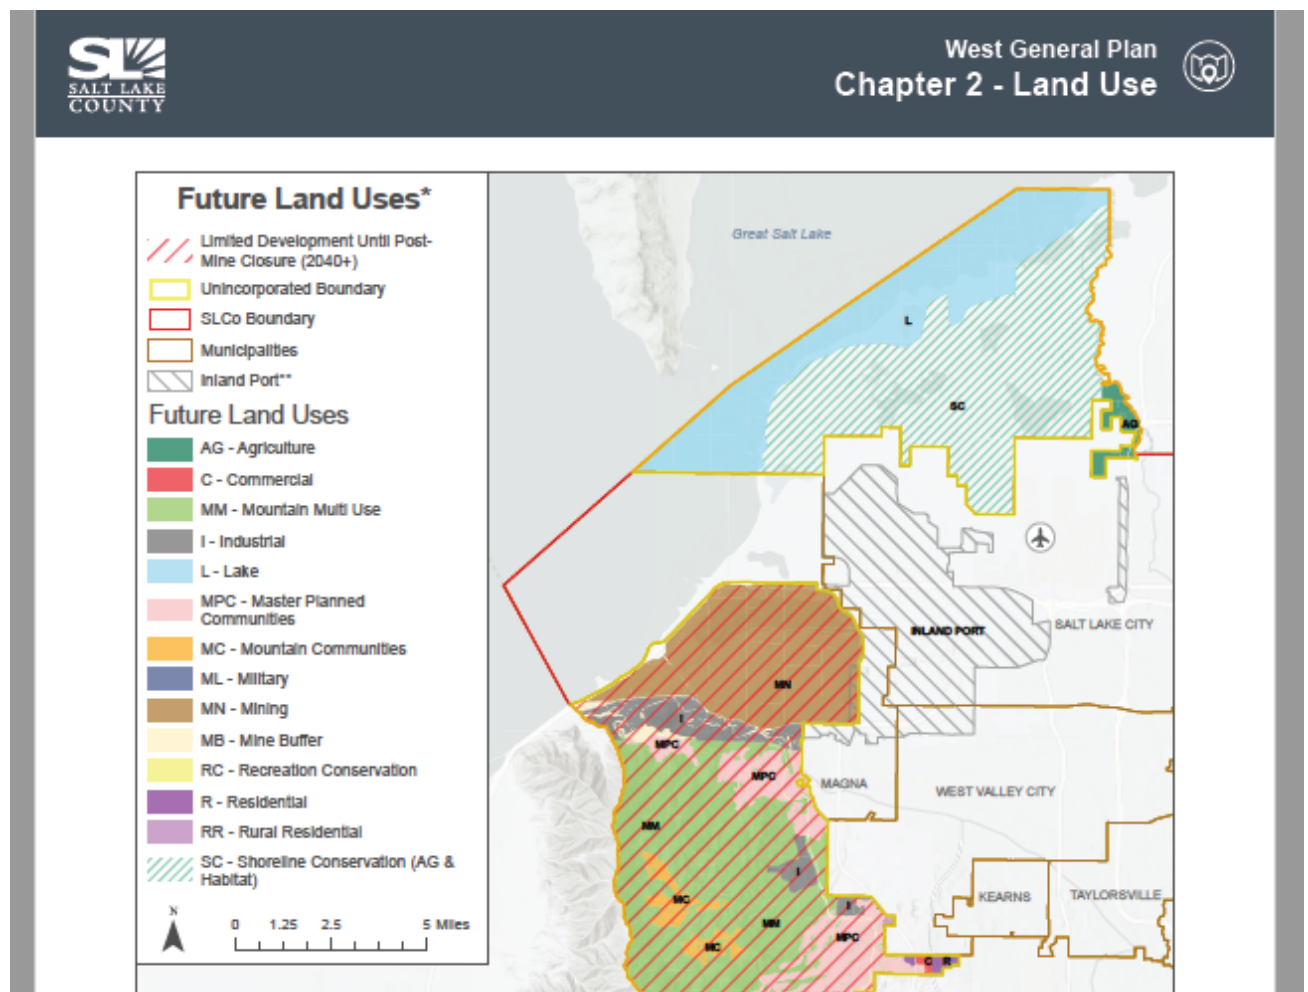 SL
SALT LAKE
COUNTY
West General Plan
Chapter 2 - Land Use
Future Land Uses*
Limited Development Until Post-
Mine Closure (2040+)
Unincorporated Boundary
SLCo Boundary
Municipalities
Inland Port**
Future Land Uses
AG - Agriculture
C - Commercial
MM - Mountain Multi Use
I - Industrial
L - Lake
MPC - Master Planned
Communities
MC - Mountain Communities
ML - Military
MN - Mining
MB - Mine Buffer
RC - Recreation Conservation
R - Residential
RR - Rural Residential
SC - Shoreline Conservation (AG &
Habitat)
N
0 1.25 2.5 5 Miles
Great Salt Lake
L
SC
AG
INLAND PORT
SALT LAKE CITY
MN
I
MPC
MPC
MAGNA
WEST VALLEY CITY
MM
I
MC
I
KEARNS
TAYLORSVILLE
MM
MPC
MC
C R